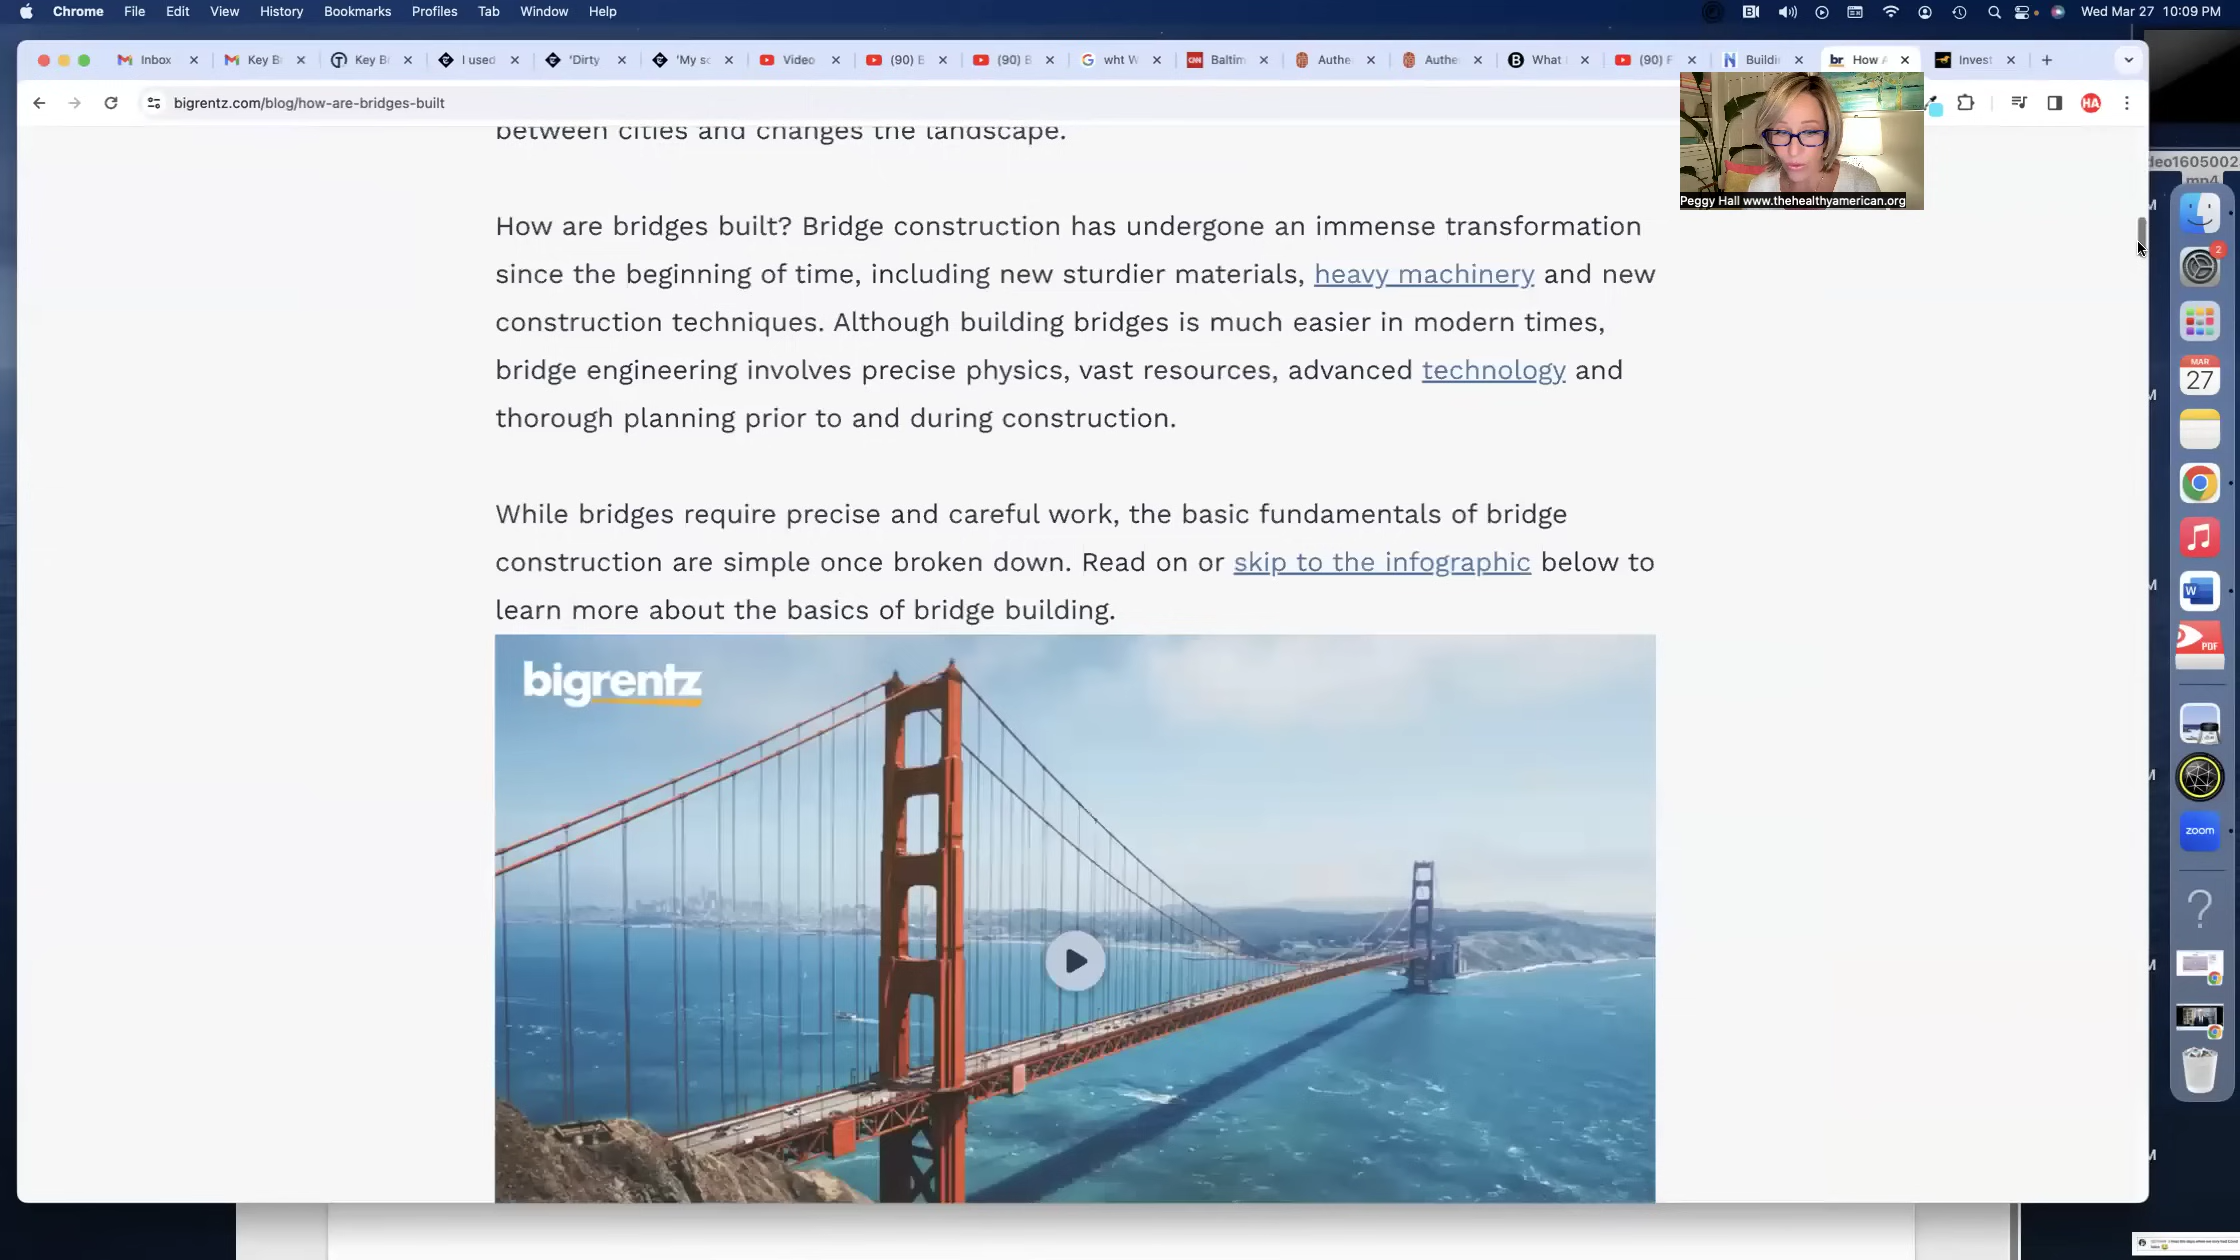 Chrome File Edit View History Bookmarks Profiles Tab Window Help
Wed Mar 27 10:09 PM
Inbox
Key B
Key B
I used
'Dirty
'My s
Video
(90) E
(90) E
wht W
CNN Baltim
Authe
Authe
What
(90) F
Buildi
br How A
Invest
bigrentz.com/blog/how-are-bridges-built
HA
between cities and changes the landscape.
Peggy Hall www.thehealthyamerican.org
How are bridges built? Bridge construction has undergone an immense transformation
since the beginning of time, including new sturdier materials, heavy machinery and new
construction techniques. Although building bridges is much easier in modern times,
bridge engineering involves precise physics, vast resources, advanced technology and
thorough planning prior to and during construction.
While bridges require precise and careful work, the basic fundamentals of bridge
construction are simple once broken down. Read on or skip to the infographic below to
learn more about the basics of bridge building.
bigrentz
deo1605002
mp4
2
MAR
27
W
PDF
zoom